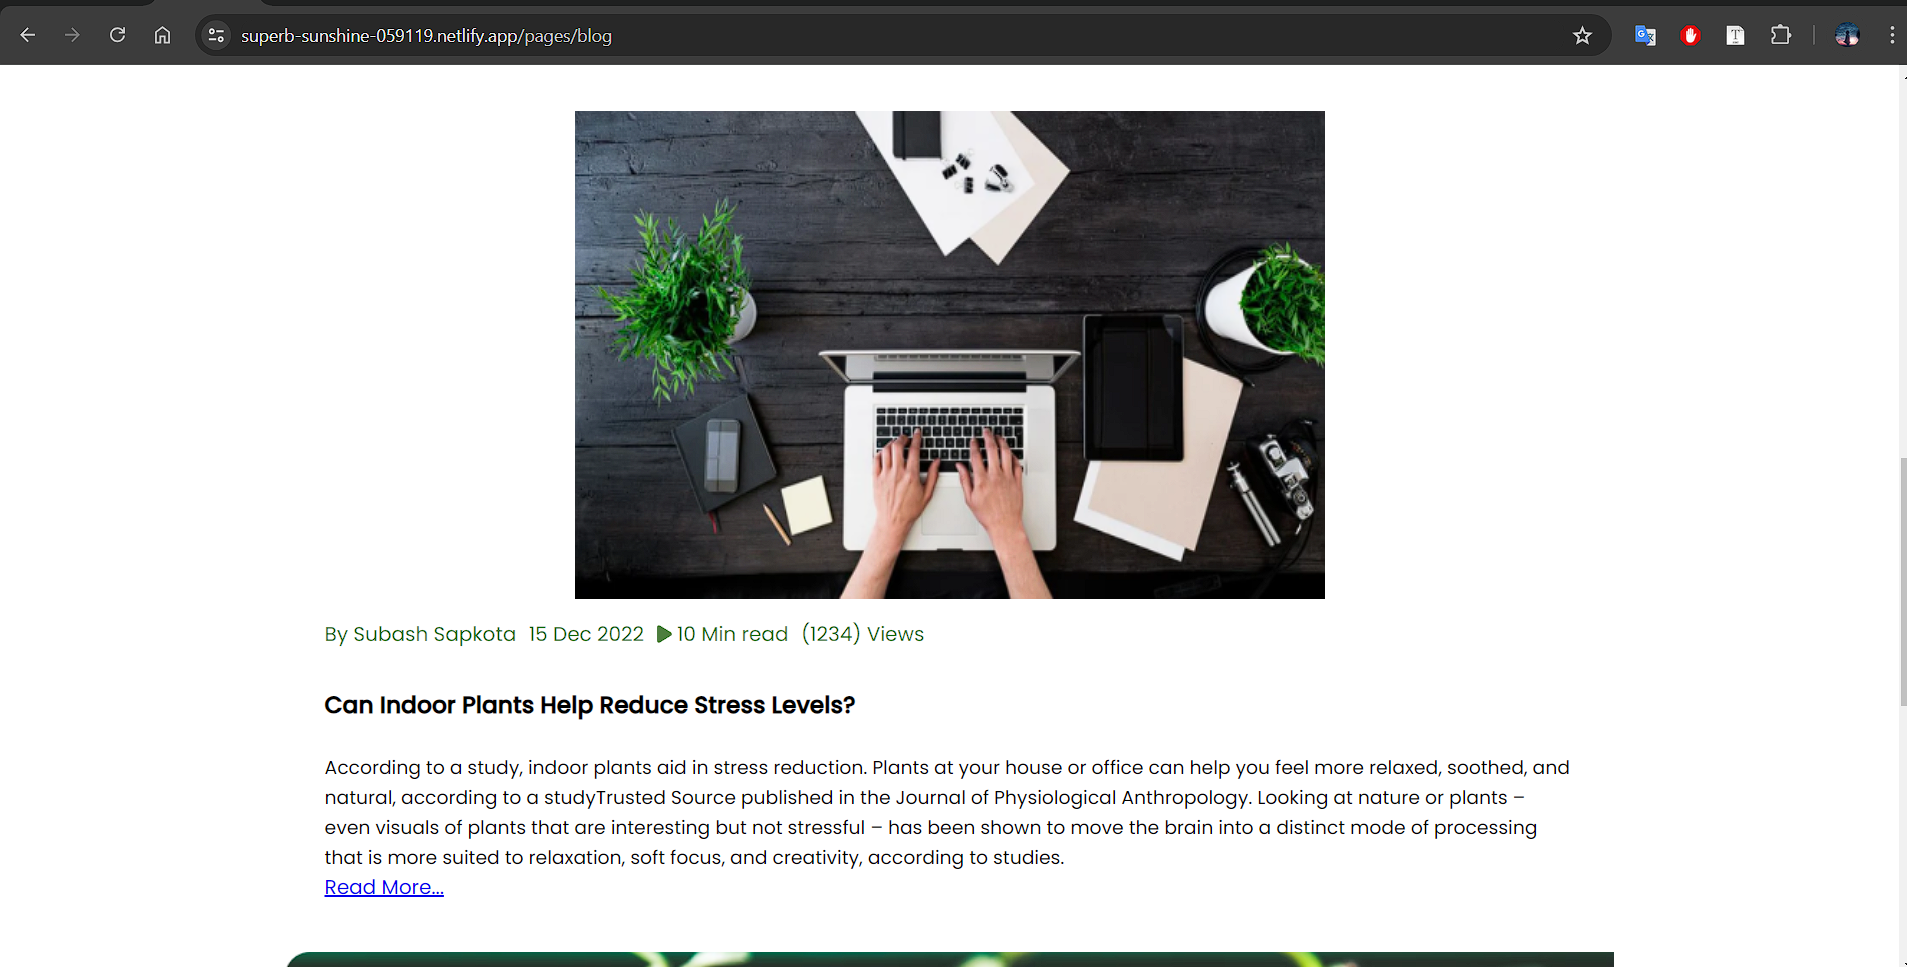 superb-sunshine-059119.netlify.app/pages/blog
By Subash Sapkota 15 Dec 2022 10 Min read (1234) Views
Can Indoor Plants Help Reduce Stress Levels?
According to a study, indoor plants aid in stress reduction. Plants at your house or office can help you feel more relaxed, soothed, and
natural, according to a studyTrusted Source published in the Journal of Physiological Anthropology. Looking at nature or plants –
even visuals of plants that are interesting but not stressful – has been shown to move the brain into a distinct mode of processing
that is more suited to relaxation, soft focus, and creativity, according to studies.
Read More...